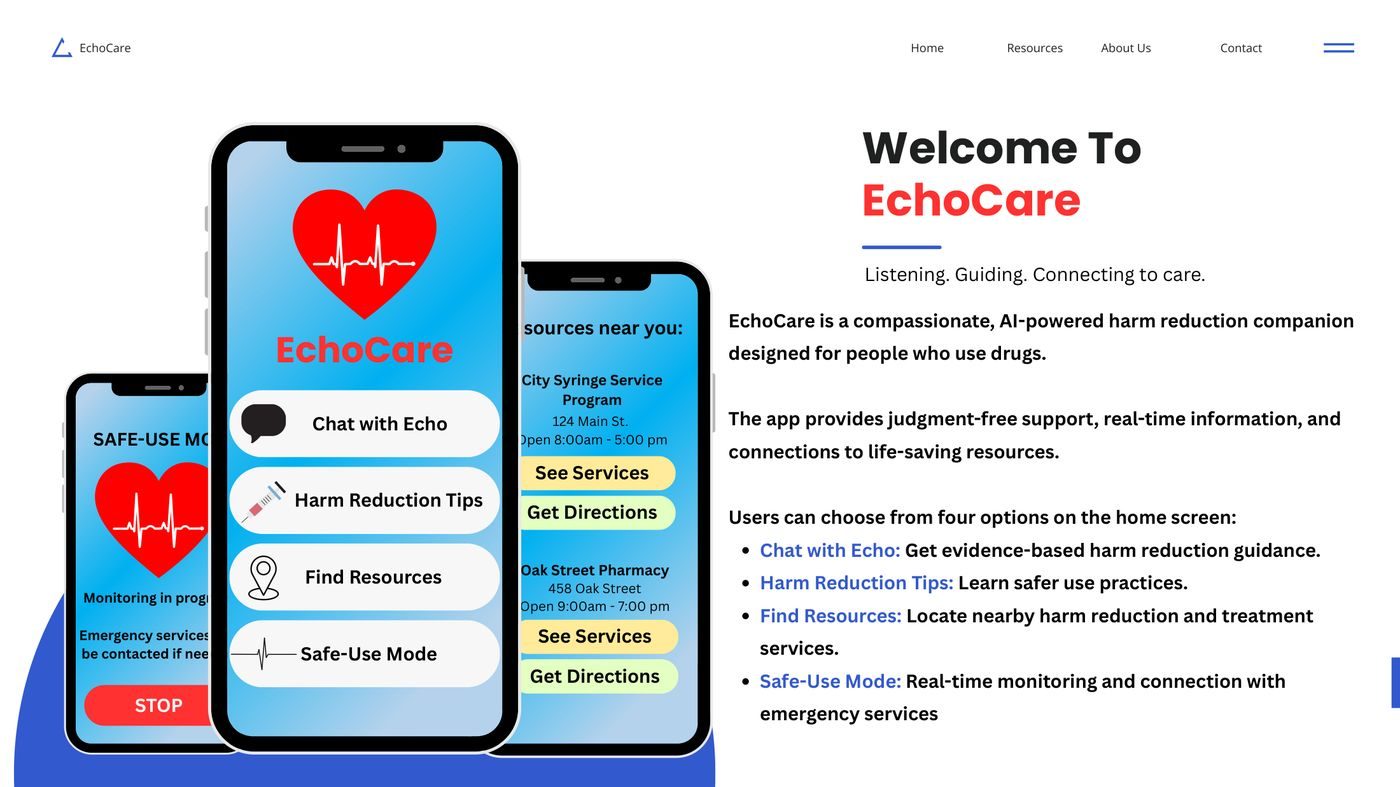 EchoCare
Home
Resources
About Us
Contact
Welcome To
EchoCare
Listening. Guiding. Connecting to care.
EchoCare is a compassionate, AI-powered harm reduction companion
designed for people who use drugs.
The app provides judgment-free support, real-time information, and
connections to life-saving resources.
Users can choose from four options on the home screen:
• Chat with Echo: Get evidence-based harm reduction guidance.
• Harm Reduction Tips: Learn safer use practices.
• Find Resources: Locate nearby harm reduction and treatment
services.
• Safe-Use Mode: Real-time monitoring and connection with
emergency services
SAFE-USE
Monitoring in
Emergency services
be contacted if
STOP
EchoCare
Chat with Echo
Harm Reduction Tips
Find Resources
Safe-Use Mode
near you:
City Syringe Service
Program
124 Main St.
Open 8:00am - 5:00 pm
See Services
Get Directions
Oak Street Pharmacy
458 Oak Street
Open 9:00am - 7:00 pm
See Services
Get Directions